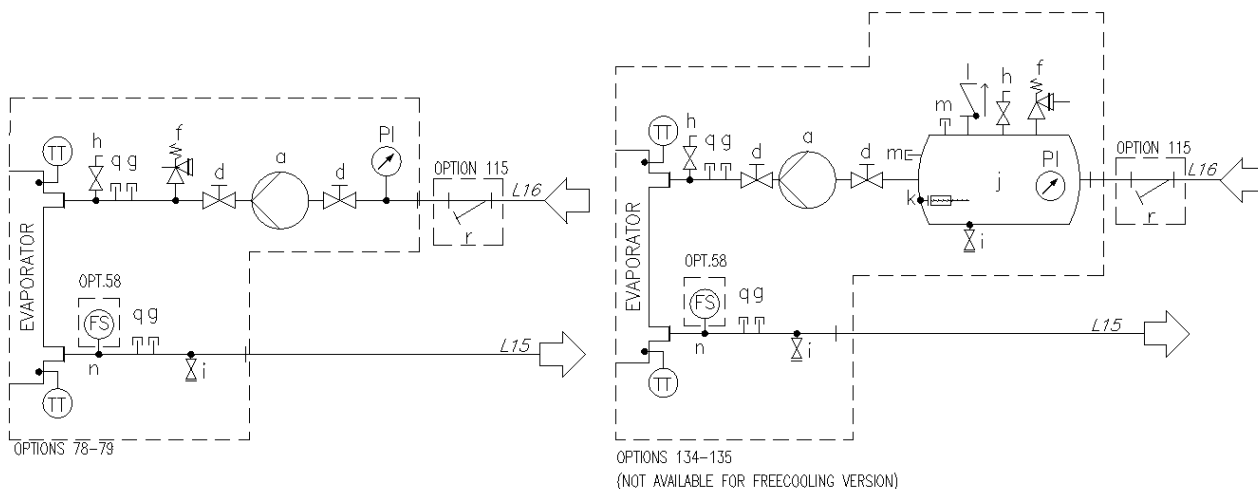 TT
h
q g
f
d
a
d
PI
OPTION 115
L16
r
EVAPORATOR
OPT.58
FS
q g
n
i
L15
TT
OPTIONS 78-79
TT
h
q g
d
a
d
m
l
h
f
m
PI
j
k
i
OPTION 115
L16
r
EVAPORATOR
OPT.58
FS
q g
n
i
L15
TT
OPTIONS 134-135
(NOT AVAILABLE FOR FREECOOLING VERSION)